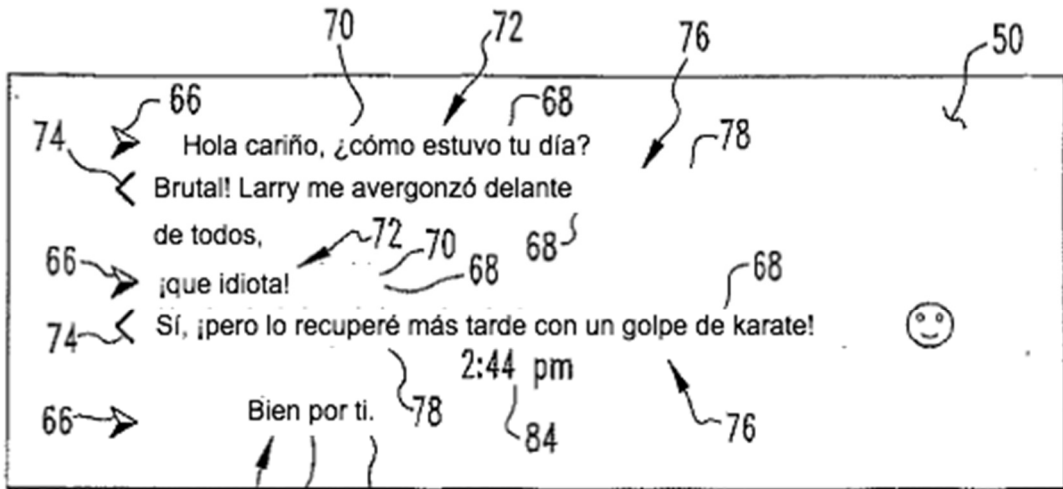 70 72 76 50
66 68
74 Hola cariño, ¿cómo estuvo tu día? 78
Brutal! Larry me avergonzó delante
de todos, 72 70 68
66 ¡que idiota! 68 68
74 Sí, ¡pero lo recuperé más tarde con un golpe de karate!
2:44 pm
66 Bien por ti. 78 84 76